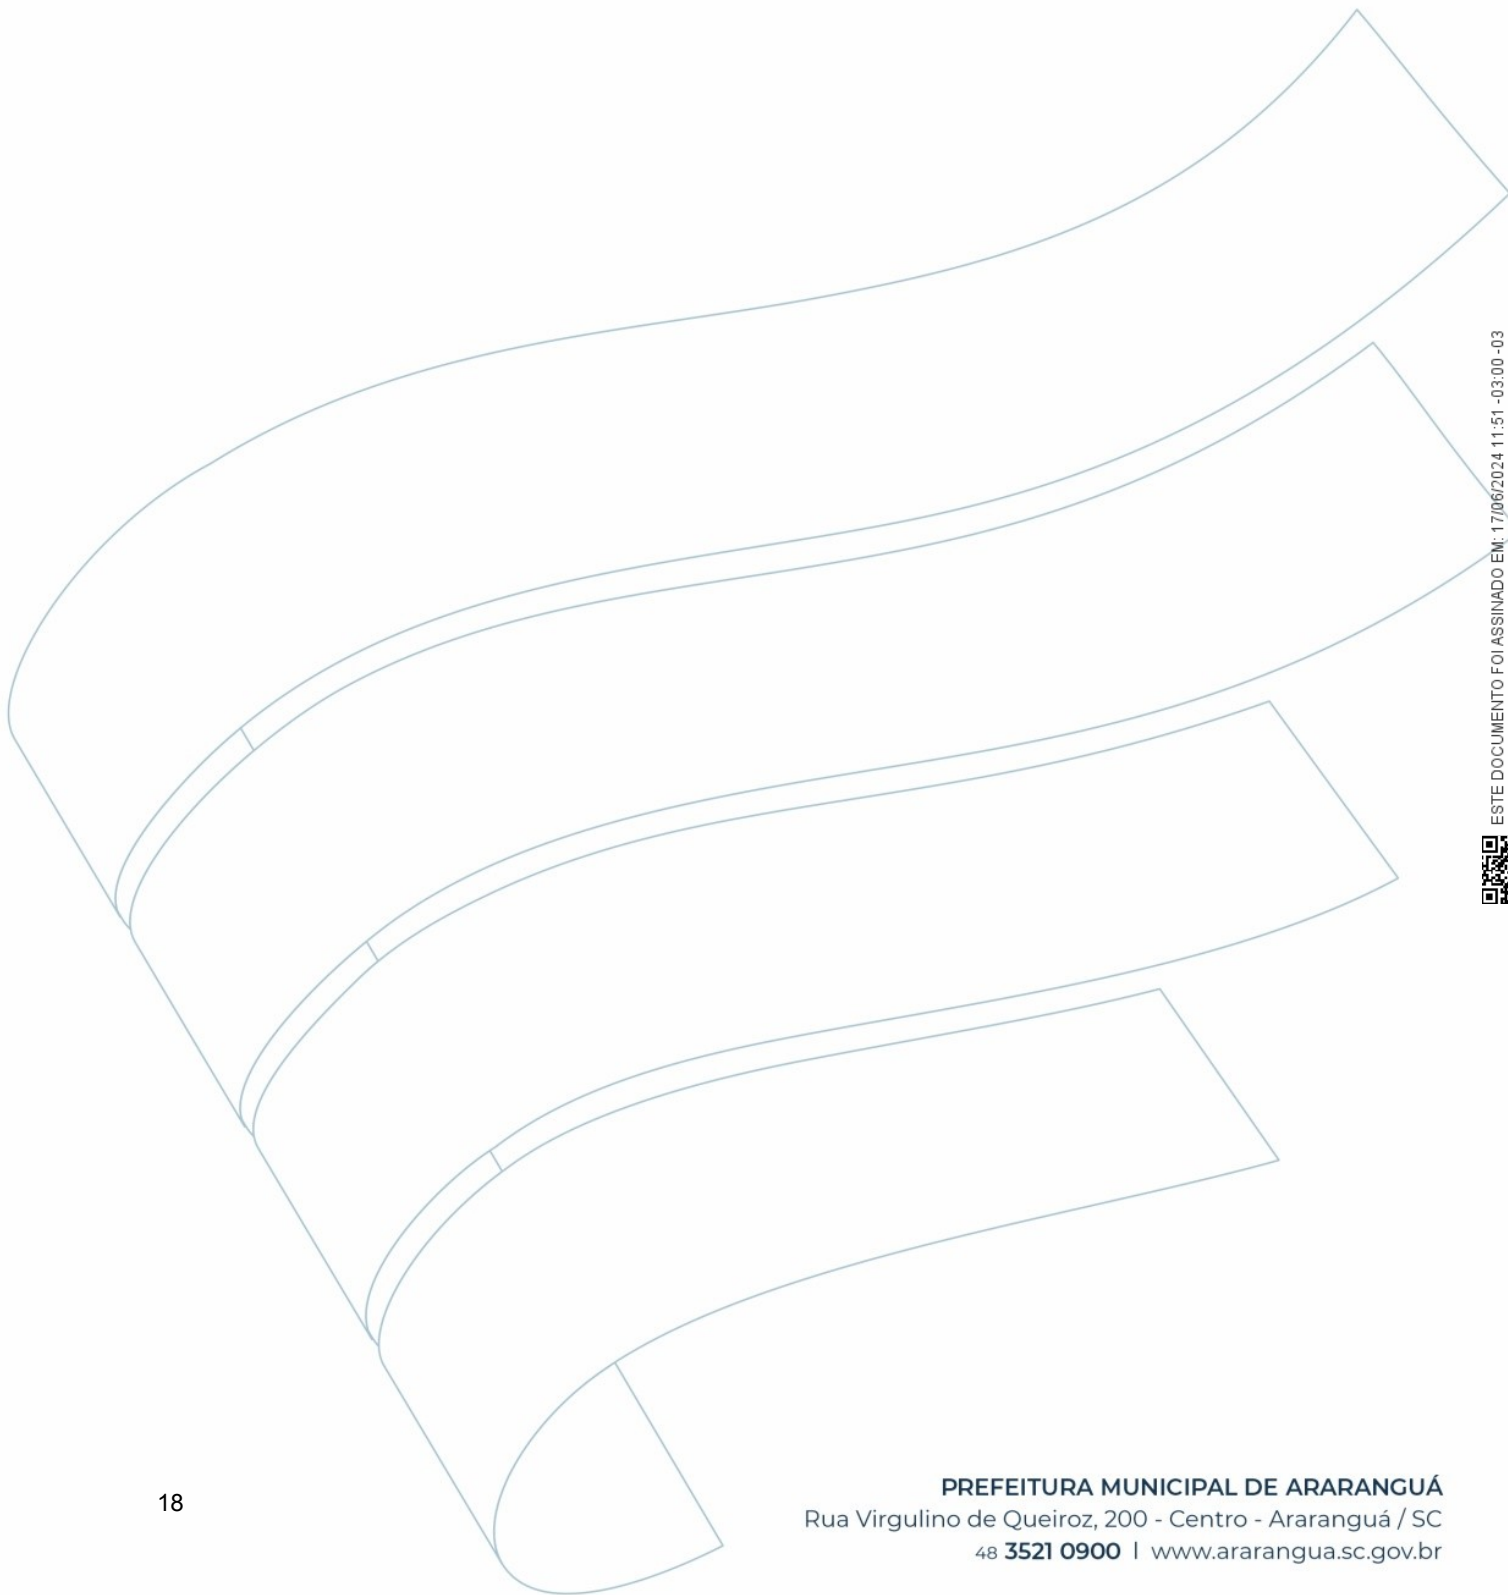 ESTE DOCUMENTO FOI ASSINADO EM: 17/06/2024 11:51 -03:00 -03
18
PREFEITURA MUNICIPAL DE ARARANGUÁ
Rua Virgulino de Queiroz, 200 - Centro - Araranguá / SC
48 3521 0900 | www.ararangua.sc.gov.br